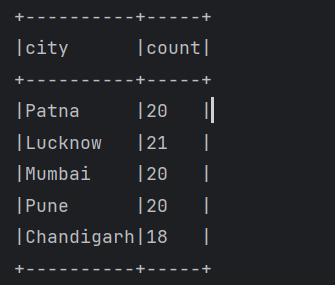 +----------+-----+
|city      |count|
+----------+-----+
|Patna     |20   |
|Lucknow   |21   |
|Mumbai    |20   |
|Pune      |20   |
|Chandigarh|18   |
+----------+-----+